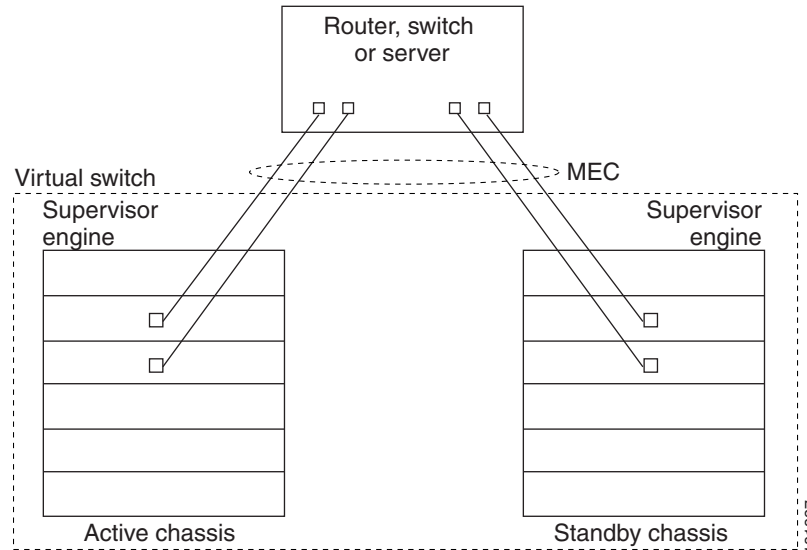 Router, switch
or server
MEC
Virtual switch
Supervisor
engine
Supervisor
engine
Active chassis
Standby chassis